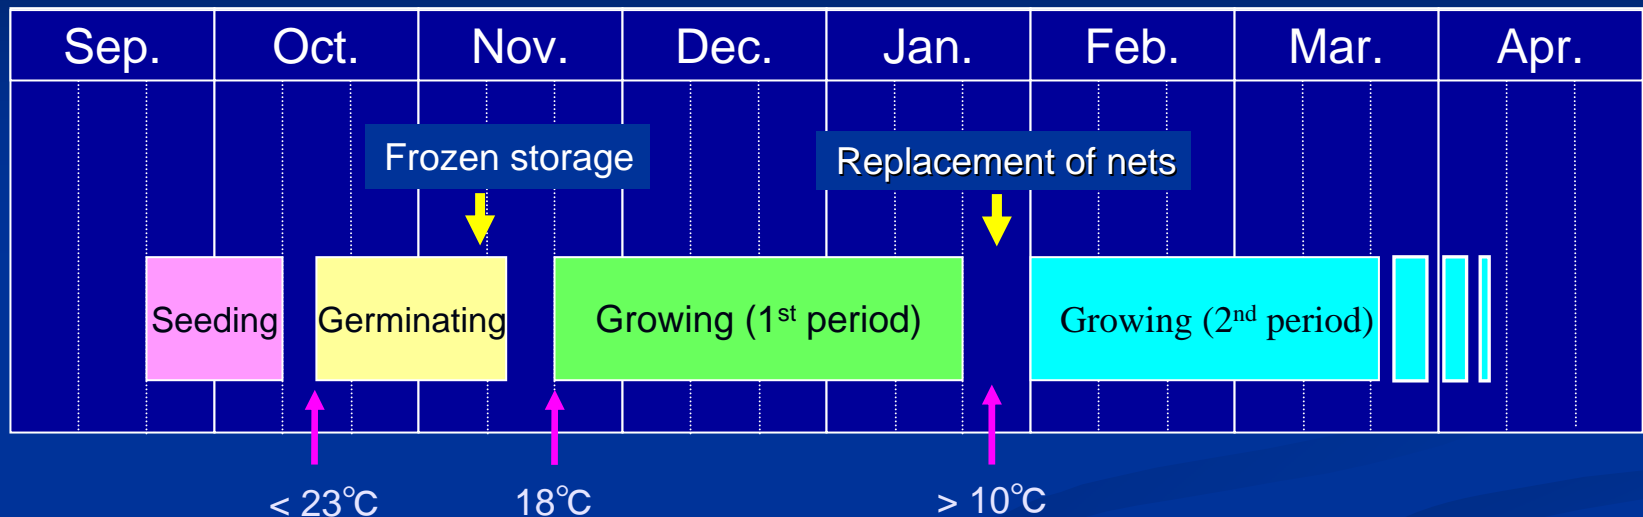 Sep. Oct. Nov. Dec. Jan. Feb. Mar. Apr.
Frozen storage
Replacement of nets
Seeding
Germinating
Growing (1st period)
Growing (2nd period)
< 23℃
18℃
> 10℃